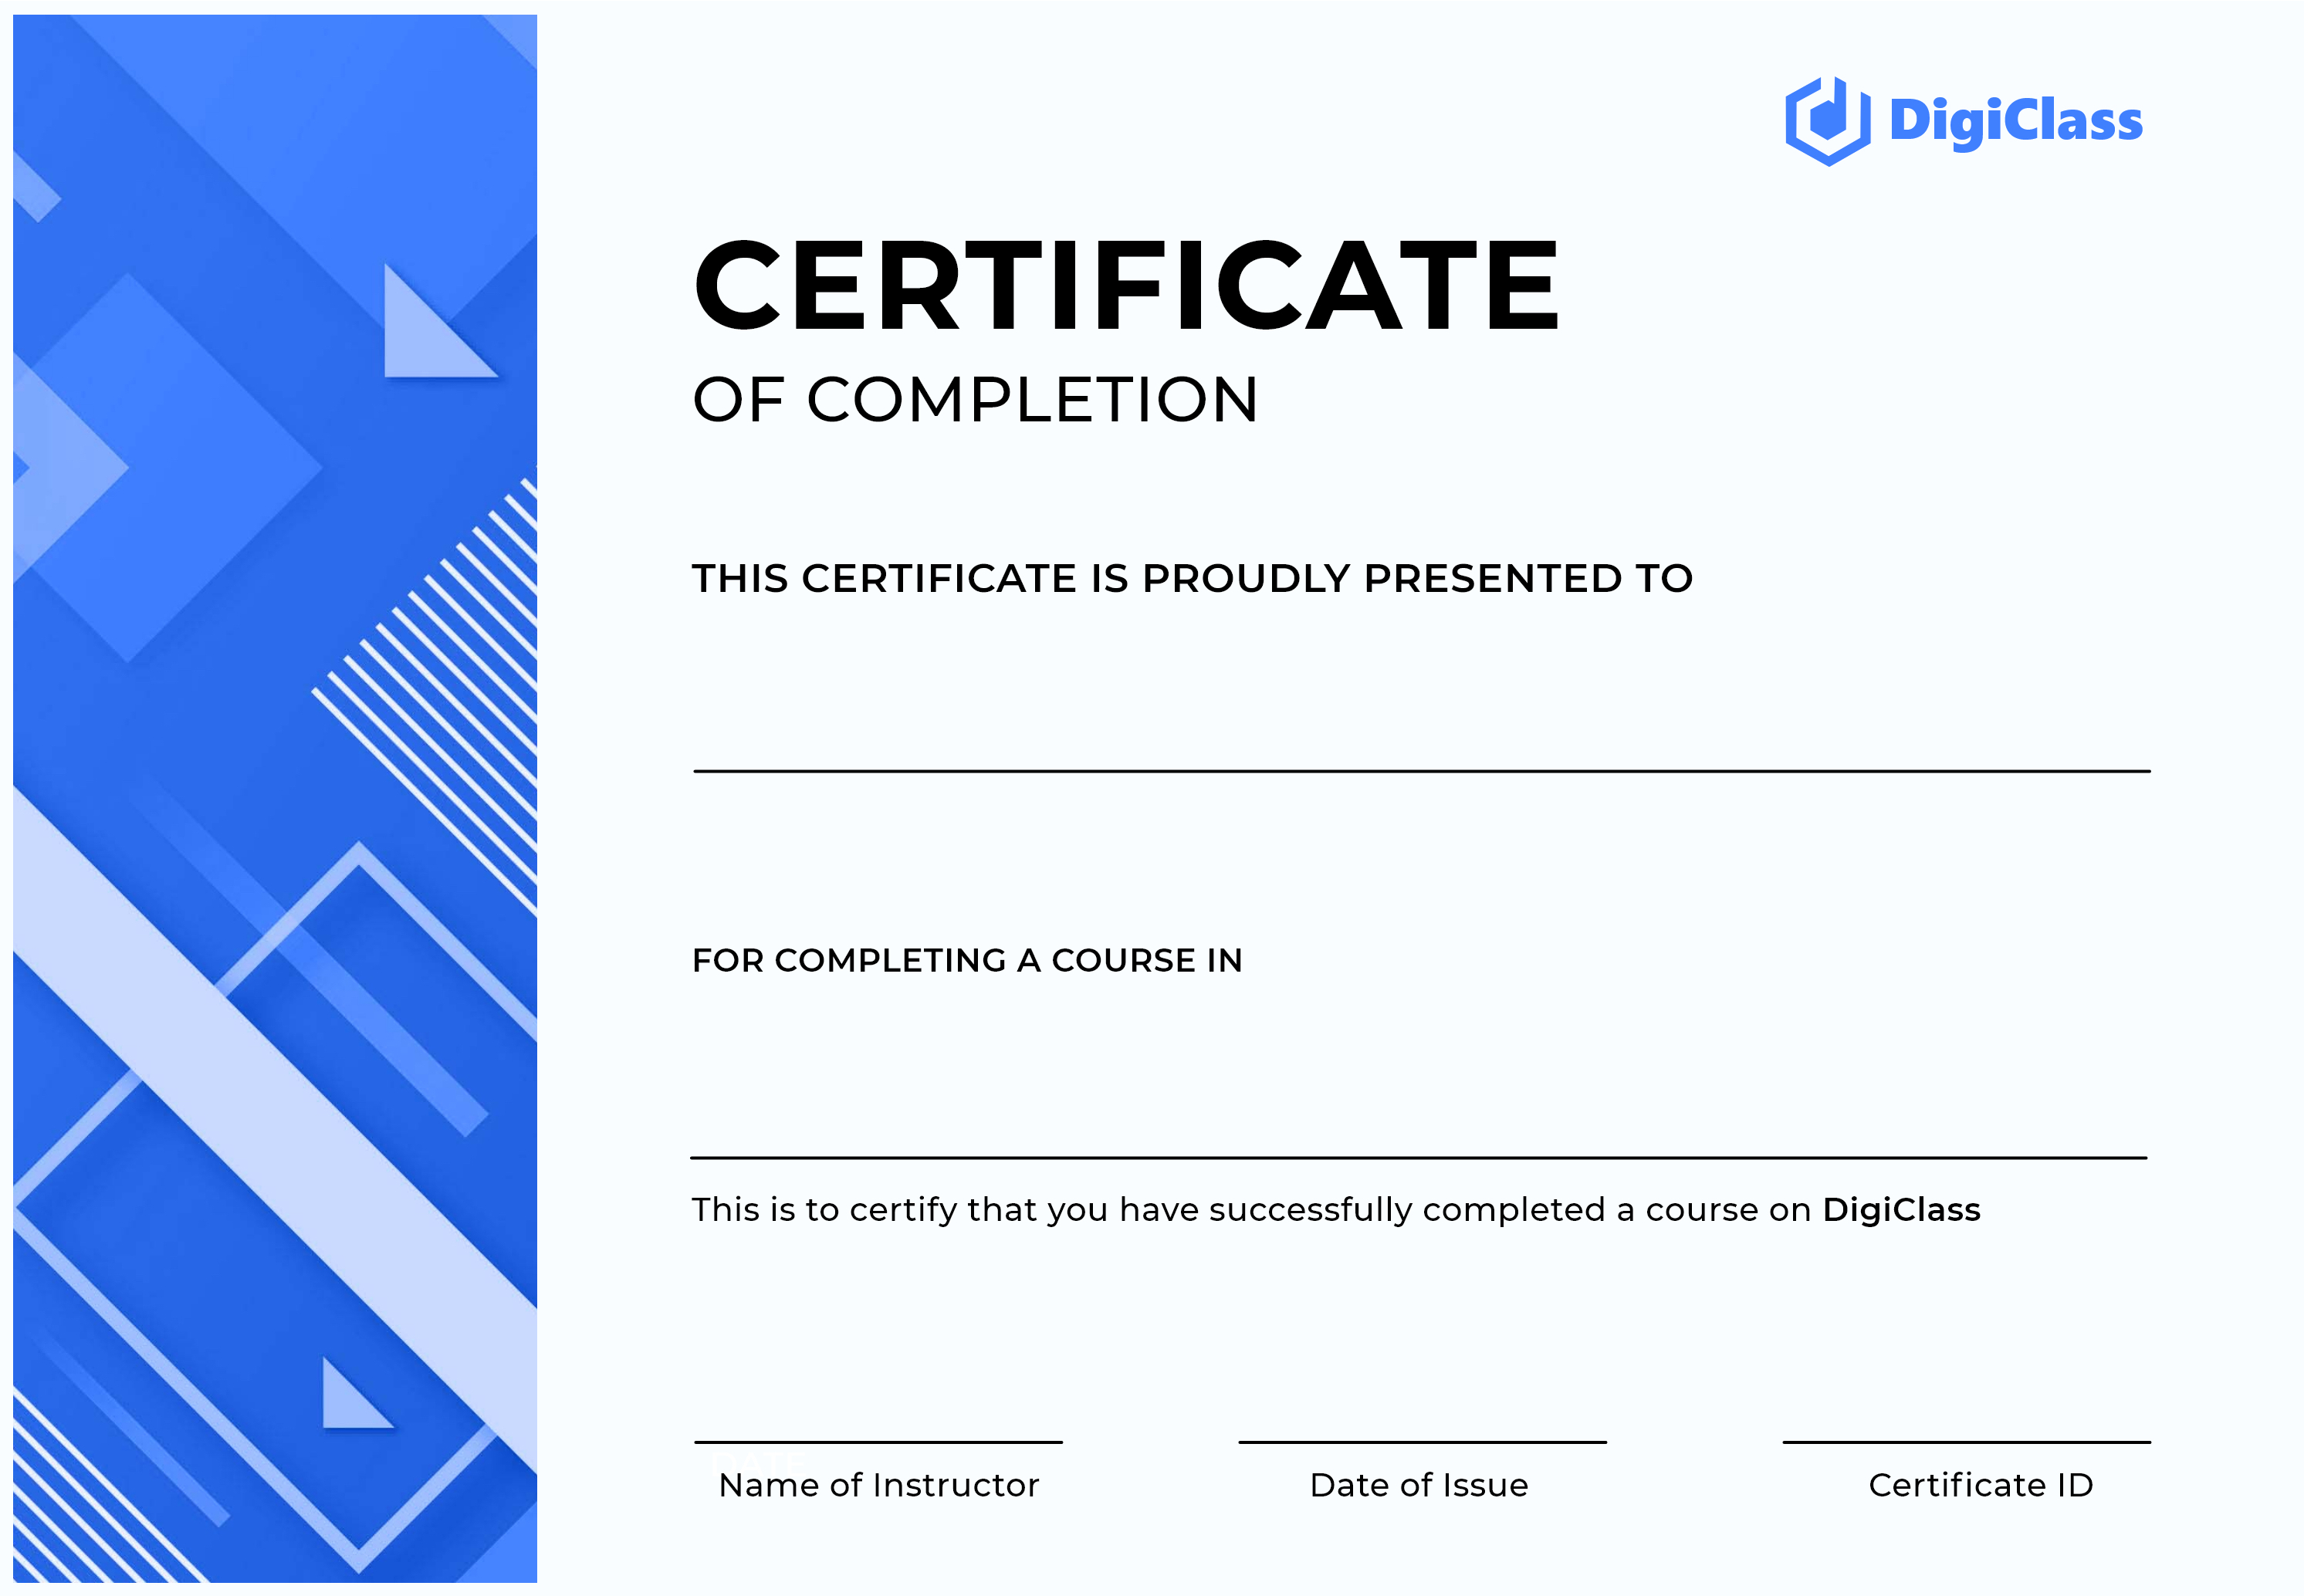 DigiClass
CERTIFICATE
OF COMPLETION
THIS CERTIFICATE IS PROUDLY PRESENTED TO
FOR COMPLETING A COURSE IN
This is to certify that you have successfully completed a course on DigiClass
Name of Instructor
Date of Issue
Certificate ID